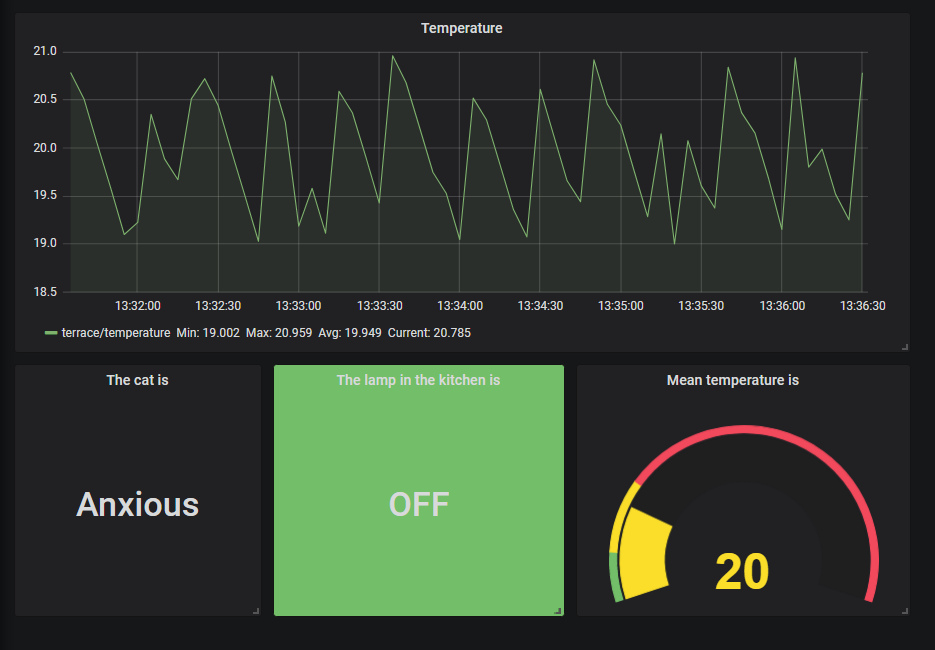 Temperature
21.0
20.5
20.0
19.5
19.0
18.5
13:32:00 13:32:30 13:33:00 13:33:30 13:34:00 13:34:30 13:35:00 13:35:30 13:36:00 13:36:30
terrace/temperature Min: 19.002 Max: 20.959 Avg: 19.949 Current: 20.785
The cat is
Anxious
The lamp in the kitchen is
OFF
Mean temperature is
20